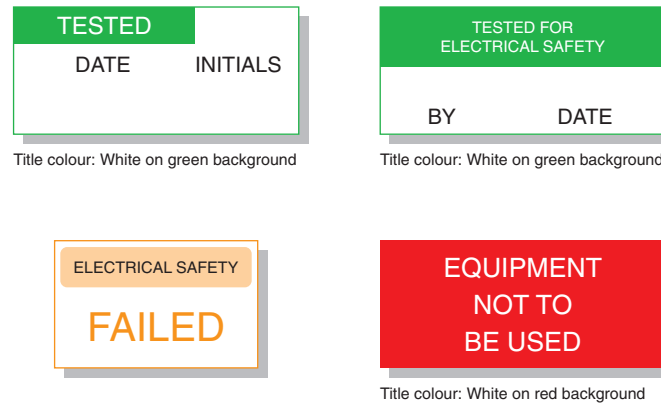 TESTED
DATE INITIALS
Title colour: White on green background
TESTED FOR
ELECTRICAL SAFETY
BY DATE
Title colour: White on green background
ELECTRICAL SAFETY
FAILED
EQUIPMENT
NOT TO
BE USED
Title colour: White on red background